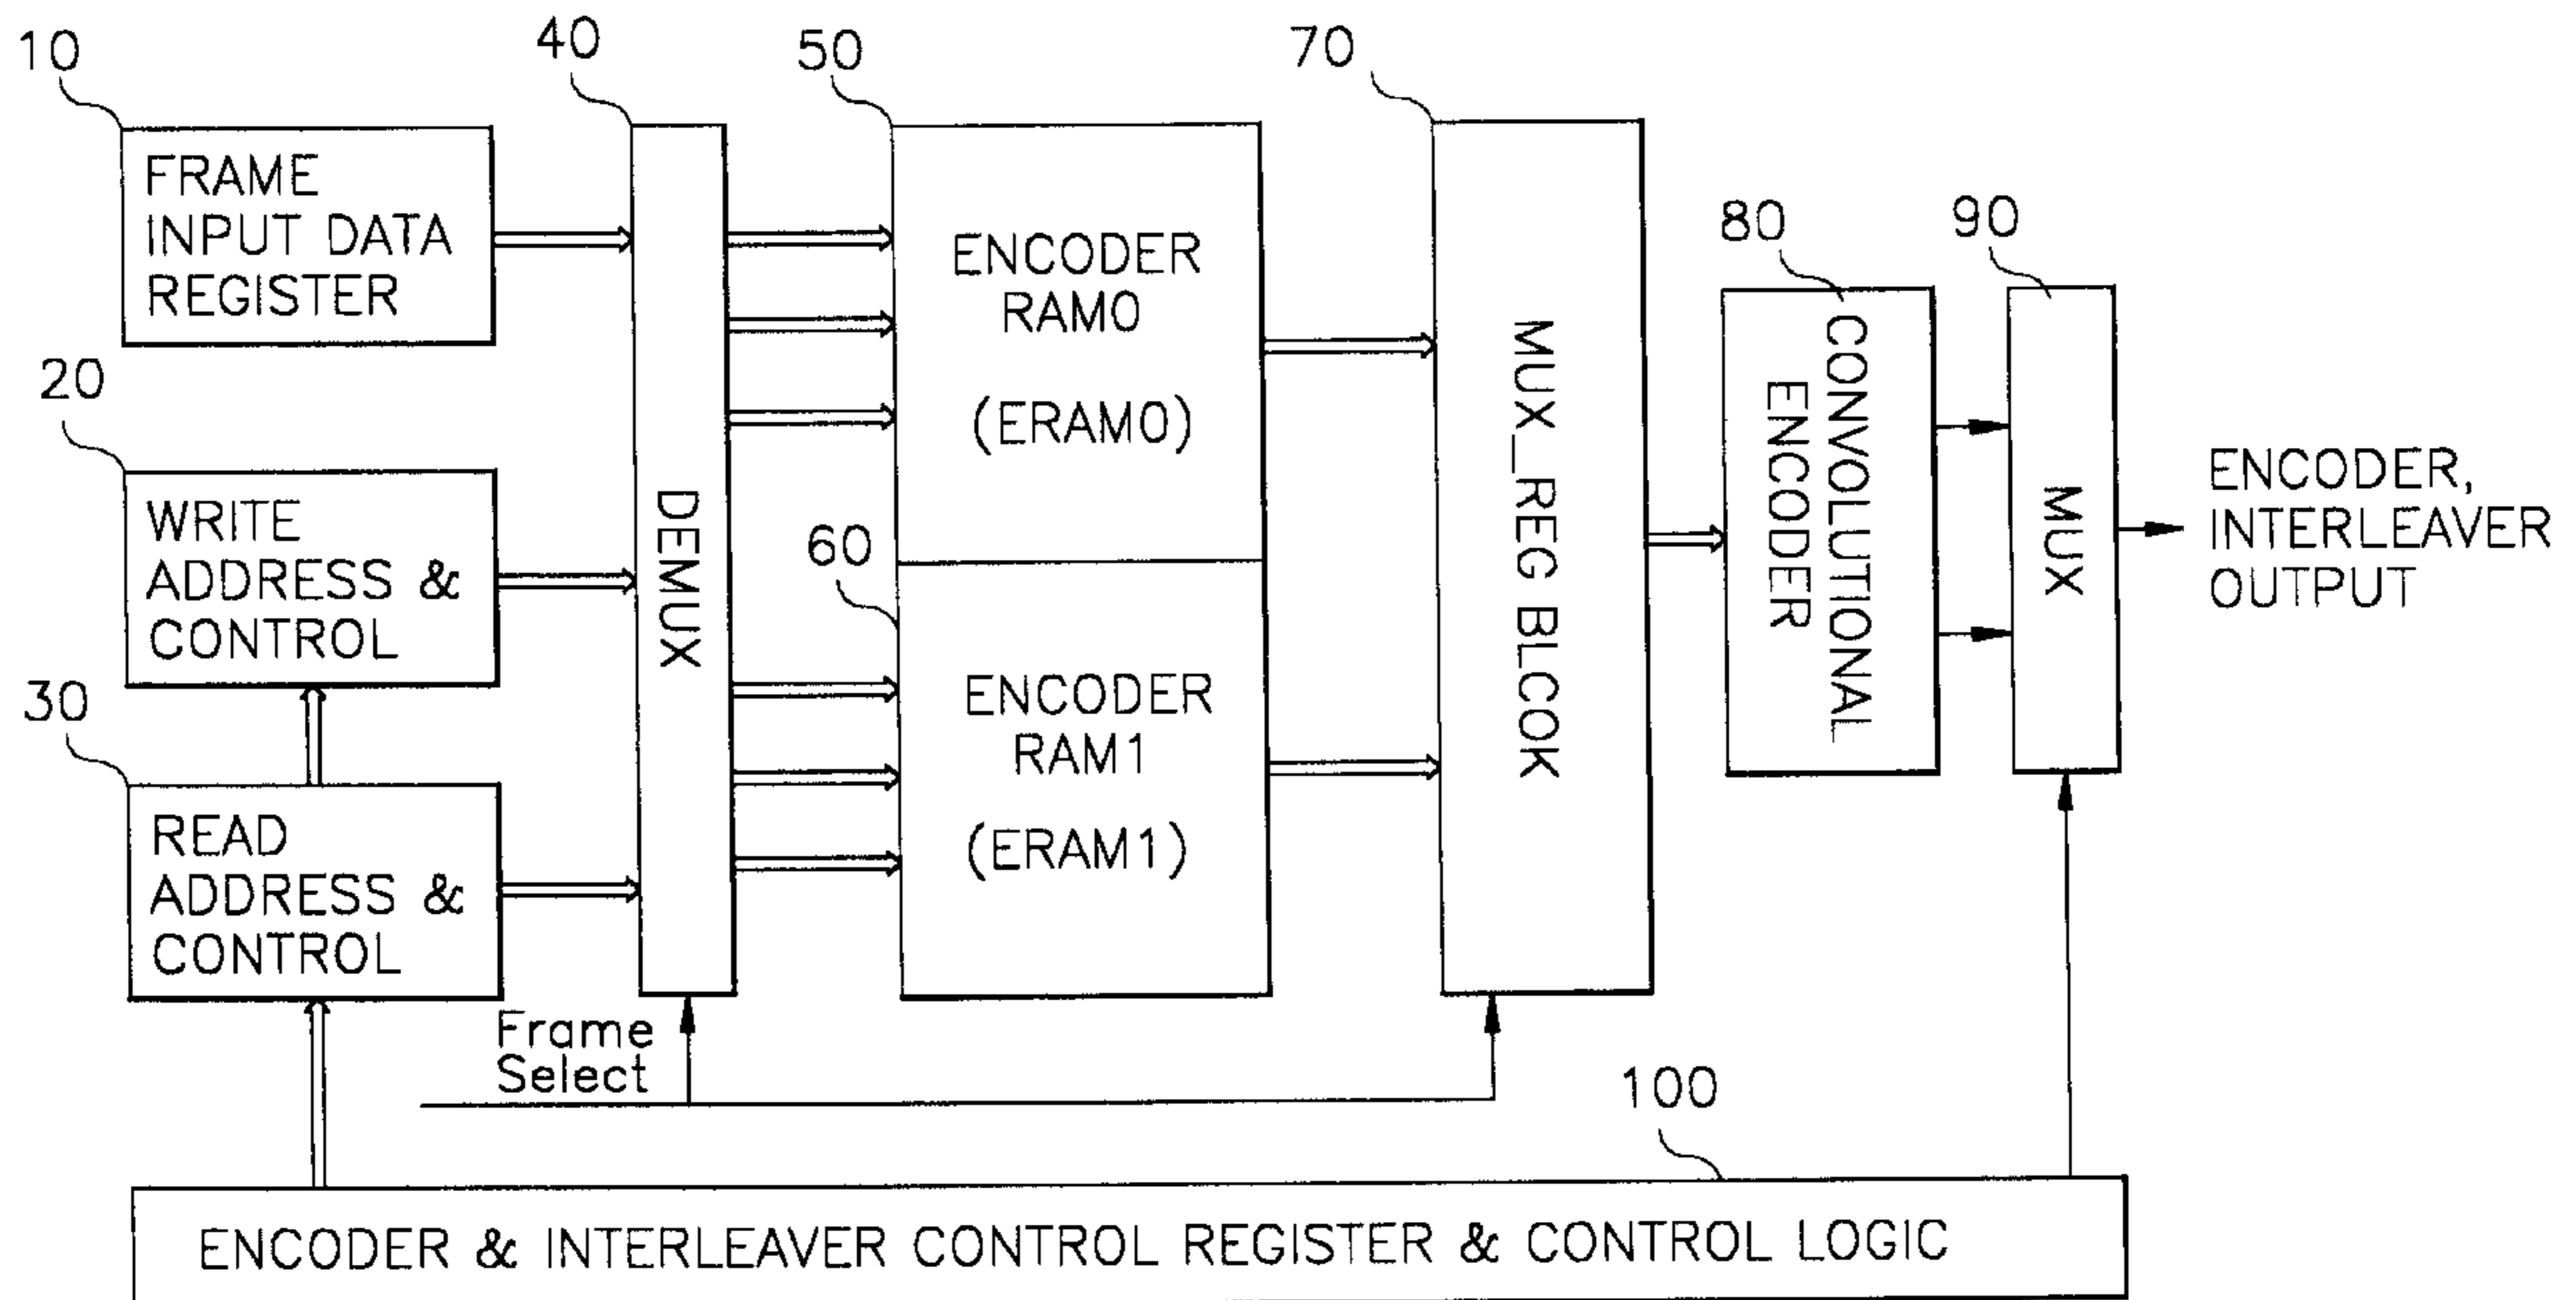 10
FRAME
INPUT DATA
REGISTER
20
WRITE
ADDRESS &
CONTROL
30
READ
ADDRESS &
CONTROL
40
DEMUX
Frame
Select
50
ENCODER
RAM0
(ERAM0)
60
ENCODER
RAM1
(ERAM1)
70
MUX_REG BLCOK
80
CONVOLUTIONAL
ENCODER
90
MUX
ENCODER,
INTERLEAVER
OUTPUT
100
ENCODER & INTERLEAVER CONTROL REGISTER & CONTROL LOGIC